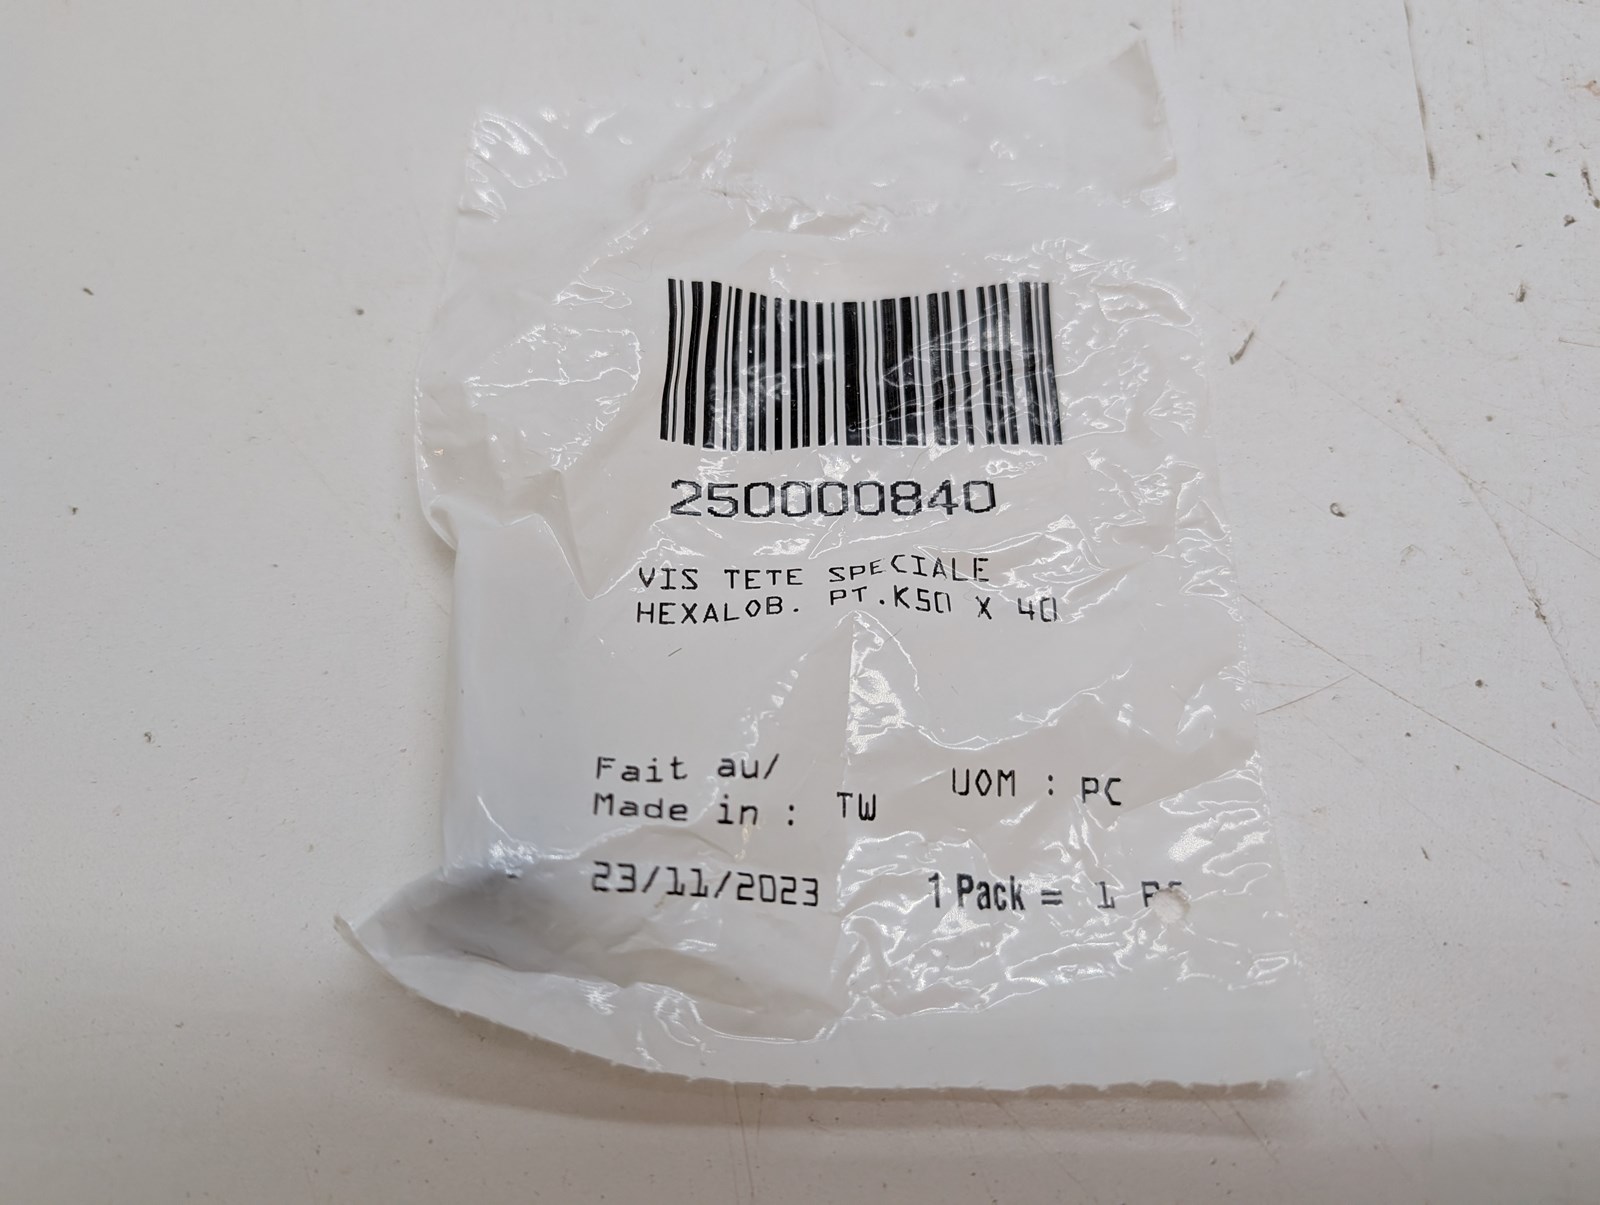 250000840
VIS TETE SPECIALE
HEXALOB. PT.K50 X 40
Fait au/
Made in : TW
UOM : PC
23/11/2023
1 Pack = 1